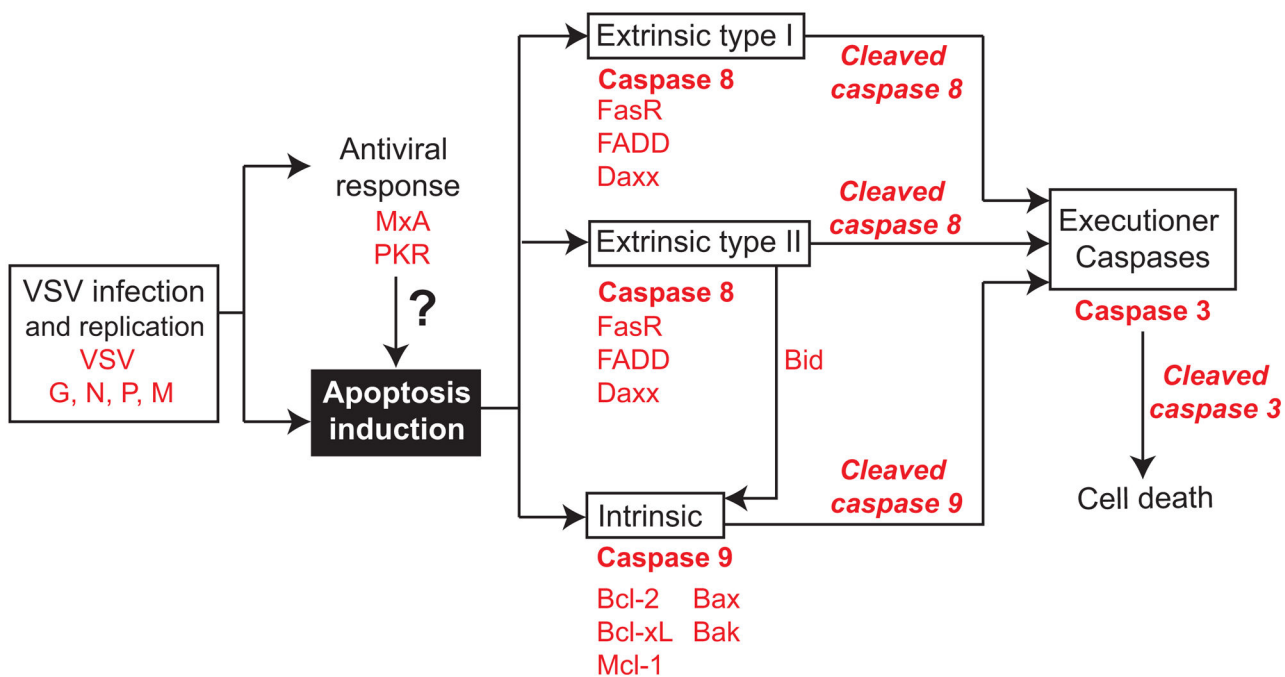 VSV infection
and replication
VSV
G, N, P, M
Antiviral
response
MxA
PKR
?
Apoptosis
induction
Extrinsic type I
Caspase 8
FasR
FADD
Daxx
Cleaved
caspase 8
Extrinsic type II
Caspase 8
FasR
FADD
Daxx
Cleaved
caspase 8
Bid
Intrinsic
Caspase 9
Bcl-2 Bax
Bcl-xL Bak
Mcl-1
Cleaved
caspase 9
Executioner
Caspases
Caspase 3
Cleaved
caspase 3
Cell death